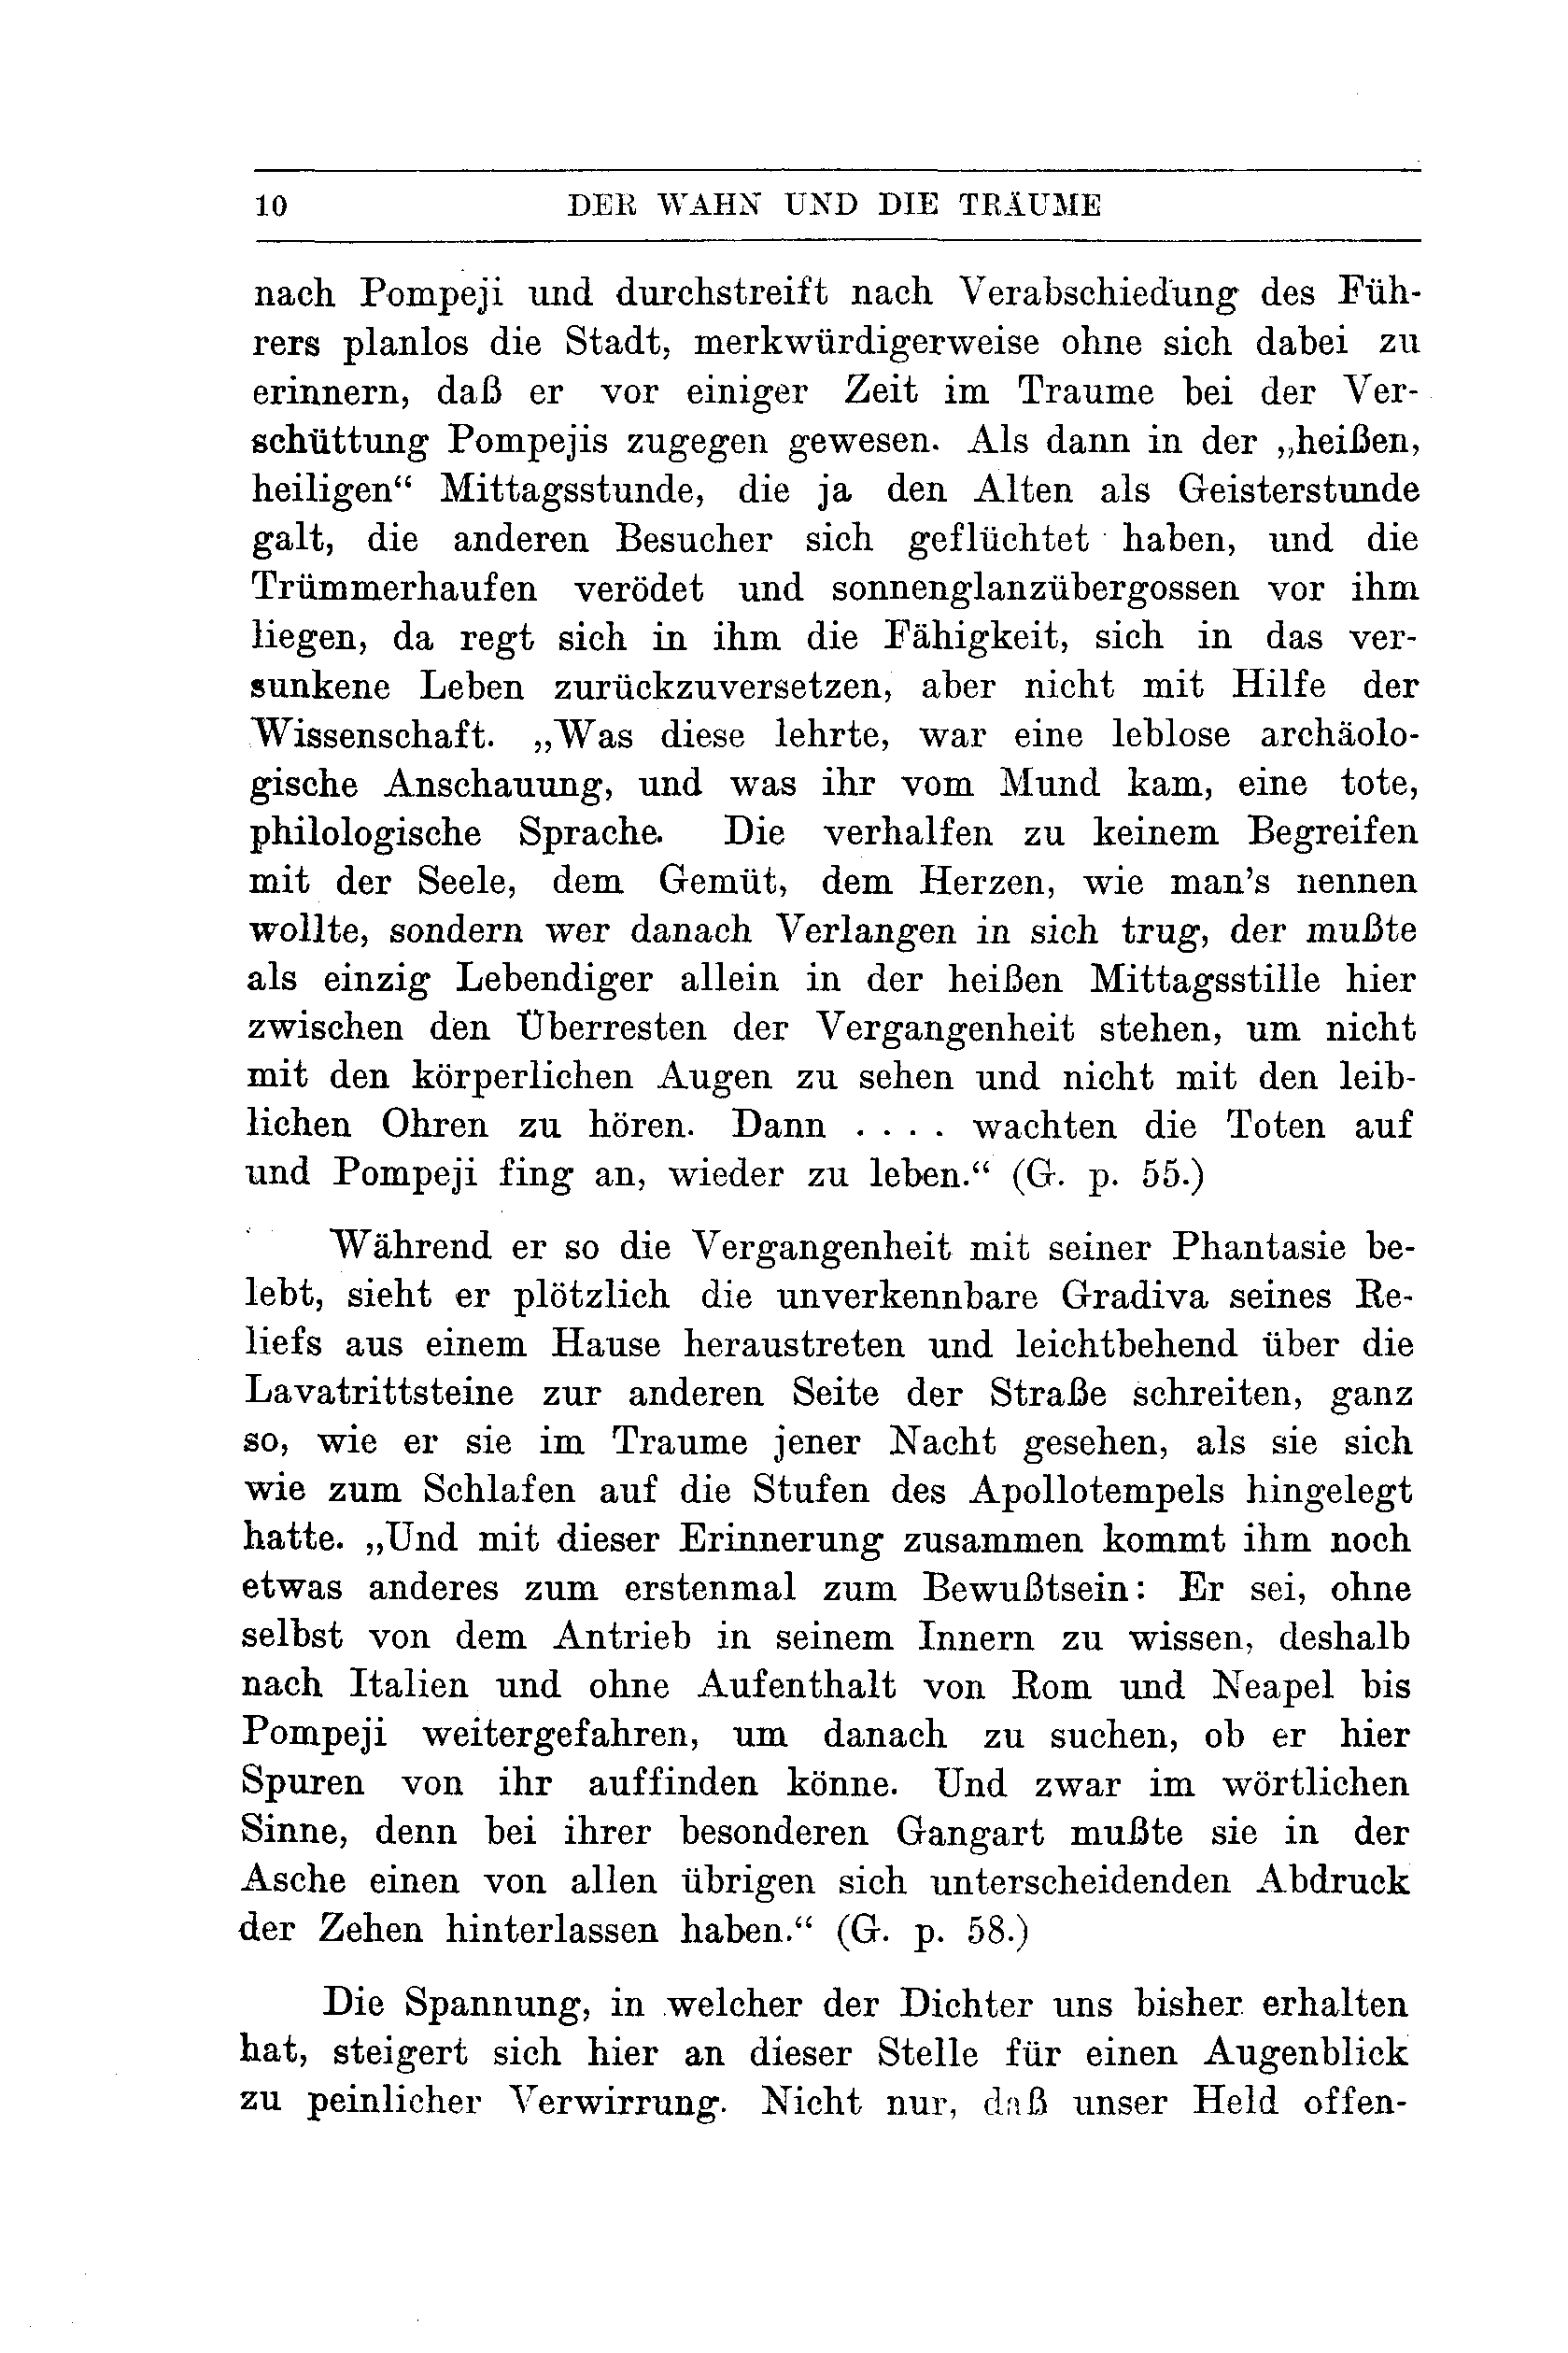 10 DER WAHN UND DIE TRÄUME
nach Pompeji und durchstreift nach Verabschiedung des Füh-
rers planlos die Stadt, merkwürdigerweise ohne sich dabei zu
erinnern, daß er vor einiger Zeit im Traume bei der Ver-
schüttung Pompejis zugegen gewesen. Als dann in der „heißen,
heiligen“ Mittagsstunde, die ja den Alten als Geisterstunde
galt, die anderen Besucher sich geflüchtet haben, und die
Trümmerhaufen verödet und sonnenglanzübergossen vor ihm
liegen, da regt sich in ihm die Fähigkeit, sich in das ver-
sunkene Leben zurückzuversetzen, aber nicht mit Hilfe der
Wissenschaft. „Was diese lehrte, war eine leblose archäolo-
gische Anschauung, und was ihr vom Mund kam, eine tote,
philologische Sprache. Die verhalfen zu keinem Begreifen
mit der Seele, dem Gemüt, dem Herzen, wie man's nennen
wollte, sondern wer danach Verlangen in sich trug, der mußte
als einzig Lebendiger allein in der heißen Mittagsstille hier
zwischen den Überresten der Vergangenheit stehen, um nicht
mit den körperlichen Augen zu sehen und nicht mit den leib-
lichen Ohren zu hören. Dann . . . . wachten die Toten auf
und Pompeji fing an, wieder zu leben.“ (G. p. 55.)
Während er so die Vergangenheit mit seiner Phantasie be-
lebt, sieht er plötzlich die unverkennbare Gradiva seines Re-
liefs aus einem Hause heraustreten und leichtbehend über die
Lavatrittsteine zur anderen Seite der Straße schreiten, ganz
so, wie er sie im Traume jener Nacht gesehen, als sie sich
wie zum Schlafen auf die Stufen des Apollotempels hingelegt
hatte. „Und mit dieser Erinnerung zusammen kommt ihm noch
etwas anderes zum erstenmal zum Bewußtsein: Er sei, ohne
selbst von dem Antrieb in seinem Innern zu wissen, deshalb
nach Italien und ohne Aufenthalt von Rom und Neapel bis
Pompeji weitergefahren, um danach zu suchen, ob er hier
Spuren von ihr auffinden könne. Und zwar im wörtlichen
Sinne, denn bei ihrer besonderen Gangart mußte sie in der
Asche einen von allen übrigen sich unterscheidenden Abdruck
der Zehen hinterlassen haben.“ (G. p. 58.)
Die Spannung, in welcher der Dichter uns bisher erhalten
hat, steigert sich hier an dieser Stelle für einen Augenblick
zu peinlicher Verwirrung. Nicht nur, daß unser Held offen-